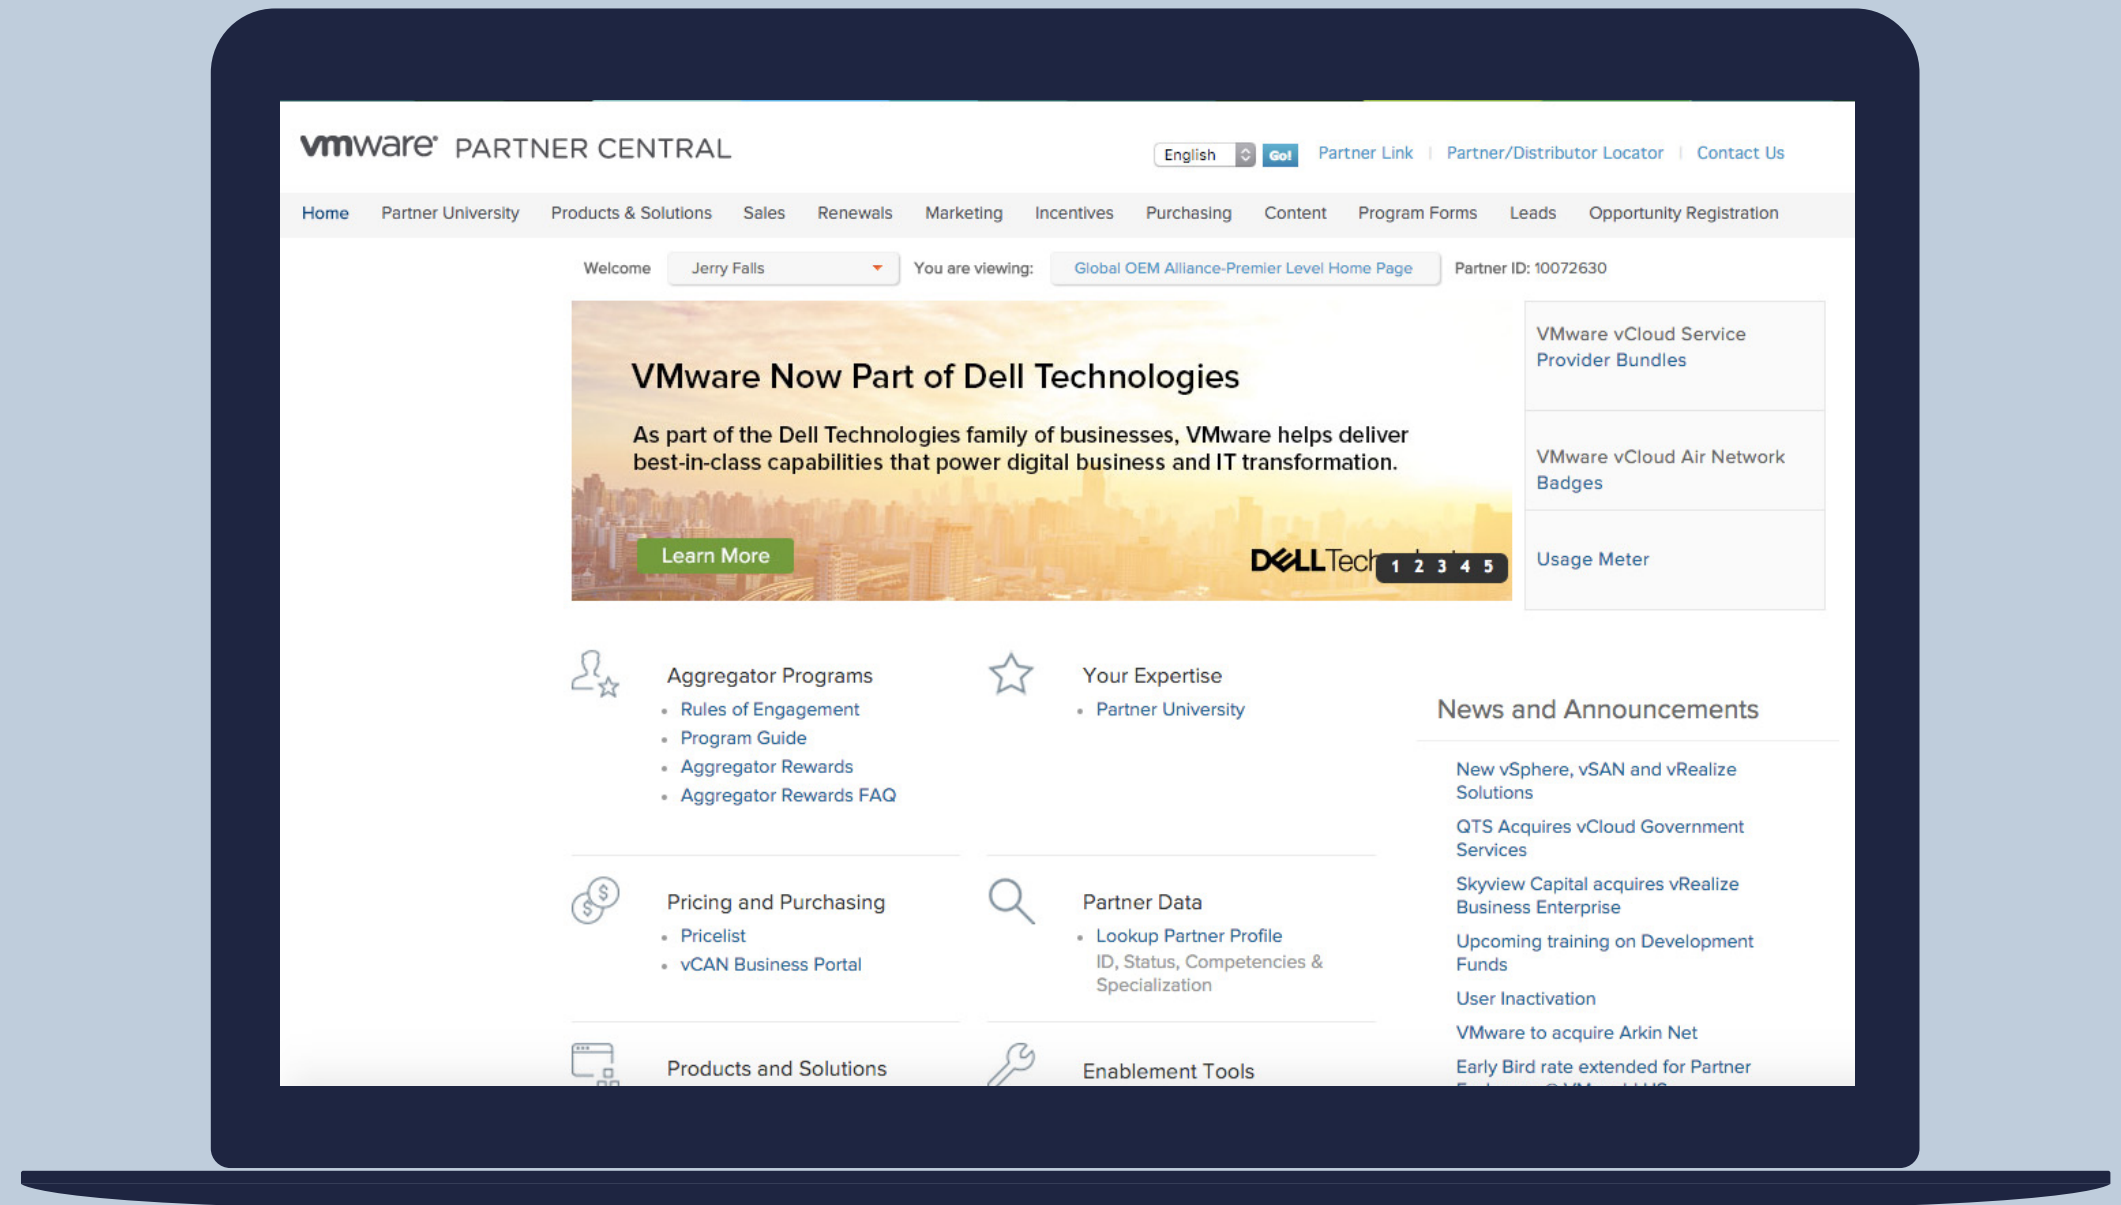 vmware PARTNER CENTRAL
English Go! Partner Link Partner/Distributor Locator Contact Us
Home Partner University Products & Solutions Sales Renewals Marketing Incentives Purchasing Content Program Forms Leads Opportunity Registration
Welcome Jerry Falls You are viewing: Global OEM Alliance-Premier Level Home Page Partner ID: 10072630
VMware Now Part of Dell Technologies
As part of the Dell Technologies family of businesses, VMware helps deliver
best-in-class capabilities that power digital business and IT transformation.
Learn More
DELL Tech
1 2 3 4 5
VMware vCloud Service
Provider Bundles
VMware vCloud Air Network
Badges
Usage Meter
Aggregator Programs
• Rules of Engagement
• Program Guide
• Aggregator Rewards
• Aggregator Rewards FAQ
Your Expertise
• Partner University
Pricing and Purchasing
• Pricelist
• vCAN Business Portal
Partner Data
• Lookup Partner Profile
ID, Status, Competencies &
Specialization
Products and Solutions
Enablement Tools
News and Announcements
New vSphere, vSAN and vRealize
Solutions
QTS Acquires vCloud Government
Services
Skyview Capital acquires vRealize
Business Enterprise
Upcoming training on Development
Funds
User Inactivation
VMware to acquire Arkin Net
Early Bird rate extended for Partner